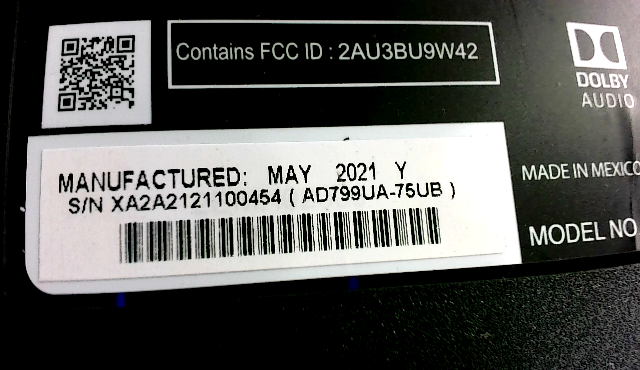 Contains FCC ID : 2AU3BU9W42
DOLBY
AUDIO
MANUFACTURED: MAY 2021 Y
S/N XA2A2121100454 ( AD799UA-75UB )
MADE IN MEXICO
MODEL NO